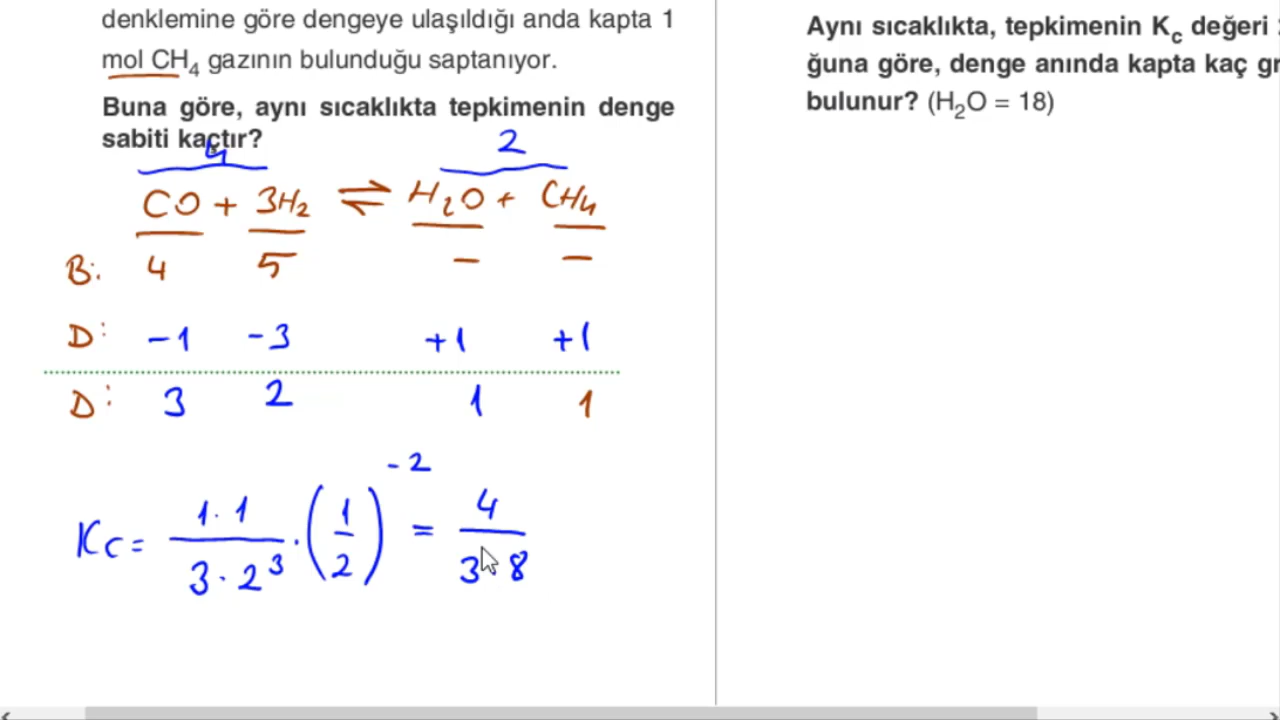 denklemine göre dengeye ulaşıldığı anda kapta 1
mol CH4 gazının bulunduğu saptanıyor.
Buna göre, aynı sıcaklıkta tepkimenin denge
sabiti kaçtır?
4 2
CO + 3H2 ⇌ H2O + CH4
B: 4 5 – –
D: -1 -3 +1 +1
D: 3 2 1 1
Kc = 1·1 / 3·2^3 · (1/2)^-2 = 4 / 3·8
Aynı sıcaklıkta, tepkimenin Kc değeri
ğuna göre, denge anında kapta kaç gr
bulunur? (H2O = 18)